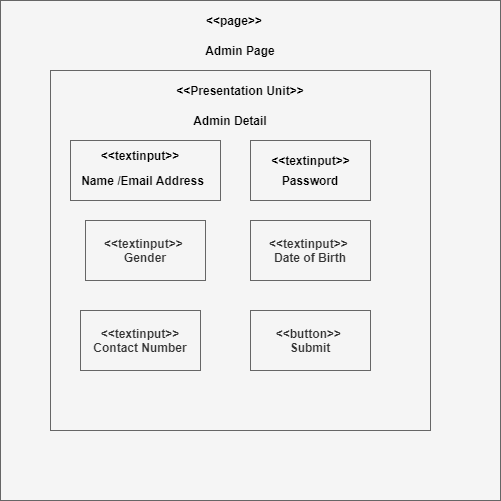 <<page>>
Admin Page
<<Presentation Unit>>
Admin Detail
<<textinput>>
Name /Email Address
<<textinput>>
Password
<<textinput>>
Gender
<<textinput>>
Date of Birth
<<textinput>>
Contact Number
<<button>>
Submit